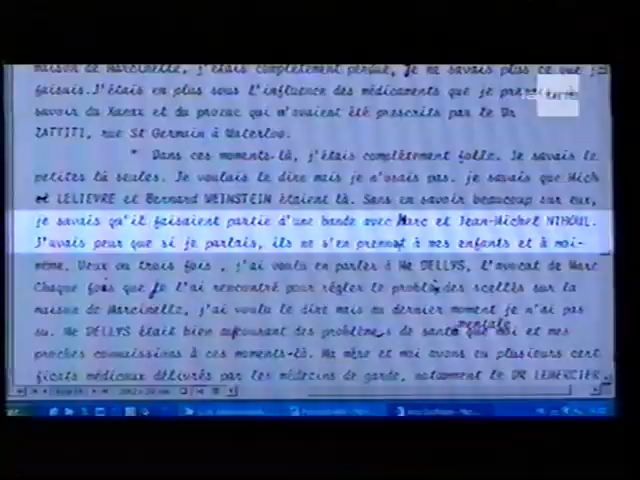 maison de Marcinelle, j'étais complètement perdue, je ne savais plus ce que je
faisais. J'étais en plus sous l'influence des médicaments que je
savoir du Xanax et du prozac qui m'avaient été prescrits par le Dr
ZATTITI, rue St Germain à Waterloo.
" Dans ces moments-là, j'étais complètement folle. Je savais le
petites là seules. Je voulais le dire mais je n'osais pas. je savais que Mich
LELIEVRE et Bernard WEINSTEIN étaient là. Sans en savoir beaucoup sur eux,
je savais qu'il faisaient partie d'une bande avec Marc et Jean-Michel NIHOUL.
J'avais peur que si je parlais, ils ne s'en prennot à mes enfants et à moi-
même. Deux ou trois fois , j'ai voulu en parler à Me DELLYS, l'avocat de Marc
Chaque fois que je l'ai rencontré pour régler le problè des scellés sur la
maison de Marcinelle, j'ai voulu le dire mais au dernier moment je n'ai pas
su. Me DELLYS était bien au courant des problèmes de santé mentale que moi et mes
proches connaissions à ces moments-là. Ma mère et moi avons eu plusieurs cert
ficats médicaux délivrés par les médecins de garde, notamment le DR LEMERCIER